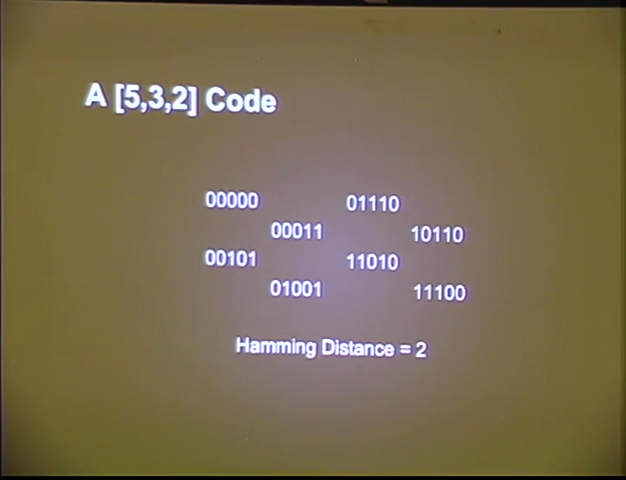 A [5,3,2] Code
00000 01110
00011 10110
00101 11010
01001 11100
Hamming Distance = 2